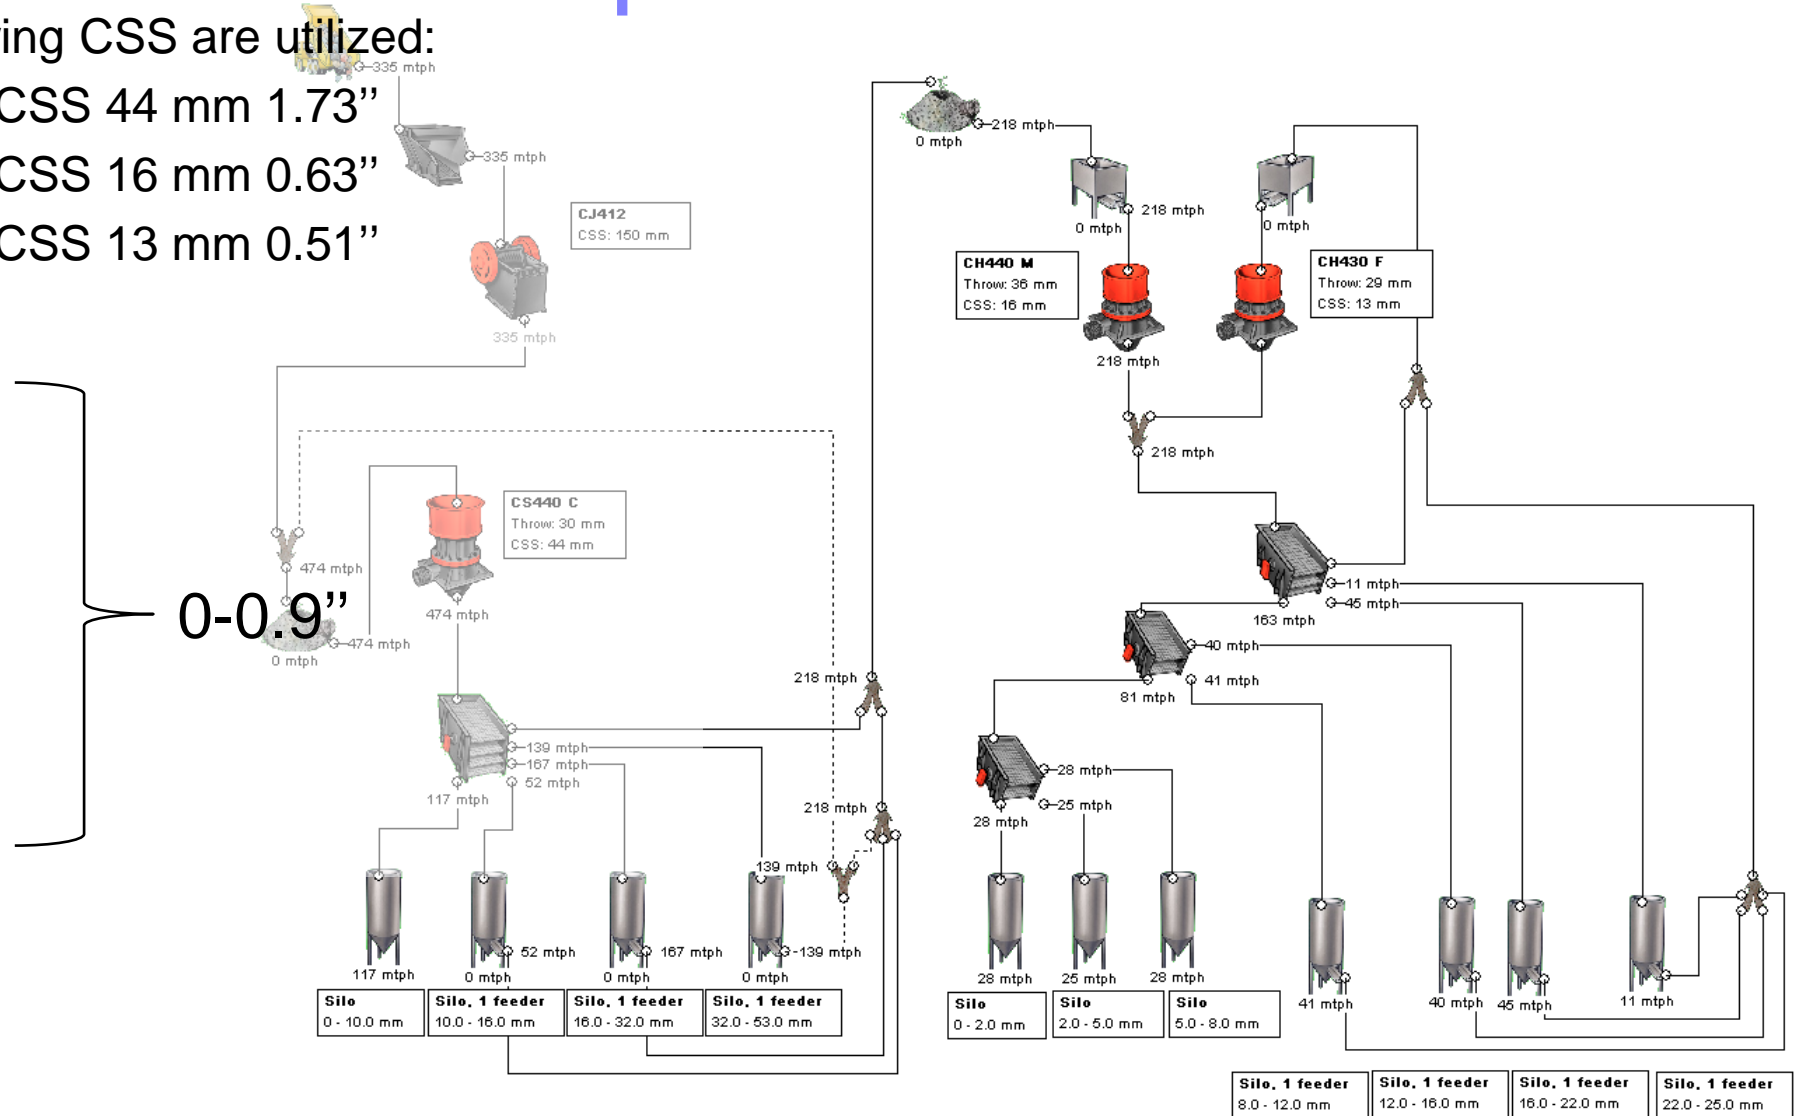 ing CSS are utilized:
CSS 44 mm 1.73’’
CSS 16 mm 0.63’’
CSS 13 mm 0.51’’
0-0.9’’
335 mtph
335 mtph
CJ412
CSS: 150 mm
335 mtph
474 mtph
474 mtph
0 mtph
CS440 C
Throw: 30 mm
CSS: 44 mm
474 mtph
139 mtph
167 mtph
52 mtph
117 mtph
218 mtph
218 mtph
139 mtph
52 mtph
167 mtph
-139 mtph
117 mtph
0 mtph
0 mtph
0 mtph
Silo
0 - 10.0 mm
Silo, 1 feeder
10.0 - 16.0 mm
Silo, 1 feeder
16.0 - 32.0 mm
Silo, 1 feeder
32.0 - 53.0 mm
0 mtph
218 mtph
218 mtph
0 mtph
0 mtph
CH440 M
Throw: 36 mm
CSS: 16 mm
CH430 F
Throw: 29 mm
CSS: 13 mm
218 mtph
218 mtph
11 mtph
45 mtph
163 mtph
40 mtph
41 mtph
81 mtph
28 mtph
25 mtph
28 mtph
28 mtph
25 mtph
28 mtph
41 mtph
40 mtph
45 mtph
11 mtph
Silo
0 - 2.0 mm
Silo
2.0 - 5.0 mm
Silo
5.0 - 8.0 mm
Silo, 1 feeder
8.0 - 12.0 mm
Silo, 1 feeder
12.0 - 16.0 mm
Silo, 1 feeder
16.0 - 22.0 mm
Silo, 1 feeder
22.0 - 25.0 mm